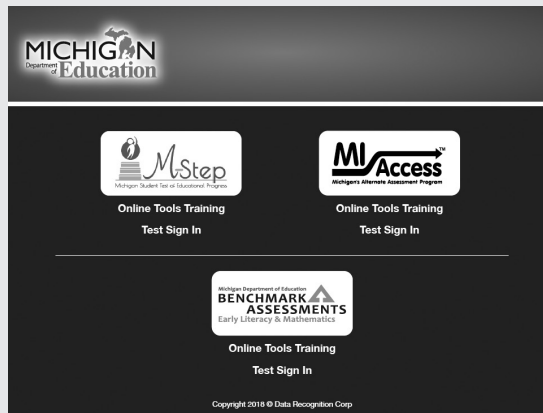 MICHIGAN
Department of Education
M-Step
Michigan Student Test of Educational Progress
Online Tools Training
Test Sign In
MI Access™
Michigan's Alternate Assessment Program
Online Tools Training
Test Sign In
Michigan Department of Education
BENCHMARK
ASSESSMENTS
Early Literacy & Mathematics
Online Tools Training
Test Sign In
Copyright 2018 © Data Recognition Corp